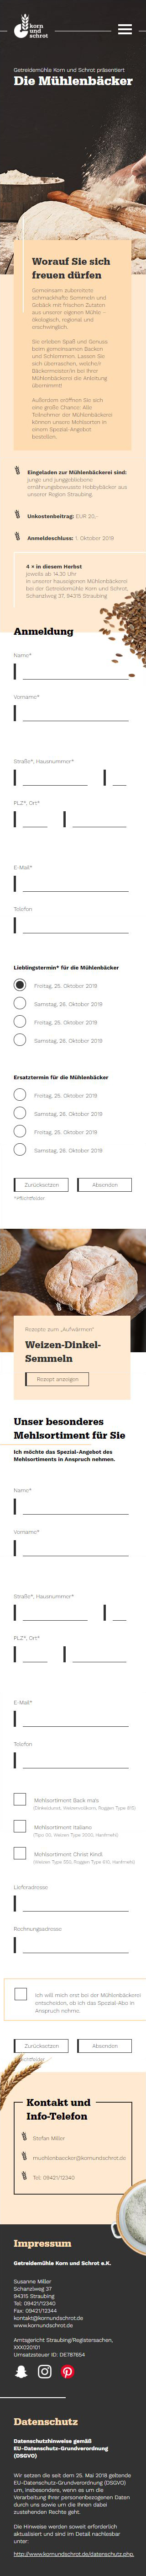 korn
und
schrot
Getreidemühle Korn und Schrot präsentiert
Die Mühlenbäcker
Worauf Sie sich
freuen dürfen
Gemeinsam zubereitete
schmackhafte Semmeln und
Gebäck mit frischen Zutaten
aus unserer eigenen Mühle –
ökologisch, regional und
erschwinglich.
Sie erleben Spaß und Genuss
beim gemeinsamen Backen
und Schlemmen. Lassen Sie
sich überraschen, welche/r
Bäckermeister/in bei Ihrer
Mühlenbäckerei die Anleitung
übernimmt!
Außerdem eröffnen Sie sich
eine große Chance: Alle
Teilnehmer der Mühlenbäckerei
können unsere Mehlsorten in
einem Spezial-Angebot
bestellen.
Eingeladen zur Mühlenbäckerei sind:
junge und junggebliebene
ernährungsbewusste Hobbybäcker aus
unserer Region Straubing
Unkostenbeitrag: EUR 20,-
Anmeldeschluss: 1. Oktober 2019
4 × in diesem Herbst
jeweils ab 14:30 Uhr
in unserer hauseigenen Mühlenbäckerei
bei der Getreidemühle Korn und Schrot,
Schanzlweg 37, 94315 Straubing
Anmeldung
Name*
Vorname*
Straße*, Hausnummer*
PLZ*, Ort*
E-Mail*
Telefon
Lieblingstermin* für die Mühlenbäcker
Freitag, 25. Oktober 2019
Samstag, 26. Oktober 2019
Freitag, 25. Oktober 2019
Samstag, 26. Oktober 2019
Ersatztermin für die Mühlenbäcker
Freitag, 25. Oktober 2019
Samstag, 26. Oktober 2019
Freitag, 25. Oktober 2019
Samstag, 26. Oktober 2019
Zurücksetzen Absenden
*Pflichtfelder
Rezepte zum „Aufwärmen“
Weizen-Dinkel-
Semmeln
Rezept anzeigen
Unser besonderes
Mehlsortiment für Sie
Ich möchte das Spezial-Angebot des
Mehlsortiments in Anspruch nehmen.
Name*
Vorname*
Straße*, Hausnummer*
PLZ*, Ort*
E-Mail*
Telefon
Mehlsortiment Back ma's
(Dinkeldunst, Weizenvollkorn, Roggen Type 815)
Mehlsortiment Italiano
(Tipo 00, Weizen Type 2000, Hartlmehl)
Mehlsortiment Christ Kindl
(Weizen Type 550, Roggen Type 610, Hanfmehl)
Lieferadresse
Rechnungsadresse
Ich will mich erst bei der Mühlenbäckerei
entscheiden, ob ich das Spezial-Abo in
Anspruch nehme.
Zurücksetzen Absenden
Kontakt und
Info-Telefon
Stefan Miller
muehlenbaecker@kornundschrot.de
Tel: 09421/12340
Impressum
Getreidemühle Korn und Schrot e.K.
Susanne Miller
Schanzlweg 37
94315 Straubing
Tel: 09421/12340
Fax: 09421/12344
kontakt@kornundschrot.de
www.kornundschrot.de
Amtsgericht Straubing/Registersachen,
XXX020101
Umsatzsteuer ID: DE787654
Datenschutz
Datenschutzhinweise gemäß
EU-Datenschutz-Grundverordnung
(DSGVO)
Wir setzen die seit dem 25. Mai 2018 geltende
EU-Datenschutz-Grundverordnung (DSGVO)
um, insbesondere, wenn es um die
Verarbeitung Ihrer personenbezogenen Daten
durch uns sowie um die Ihnen dabei
zustehenden Rechte geht.
Die Hinweise werden soweit erforderlich
aktualisiert und sind im Detail nachlesbar
unter:
http://www.kornundschrot.de/datenschutz.php.